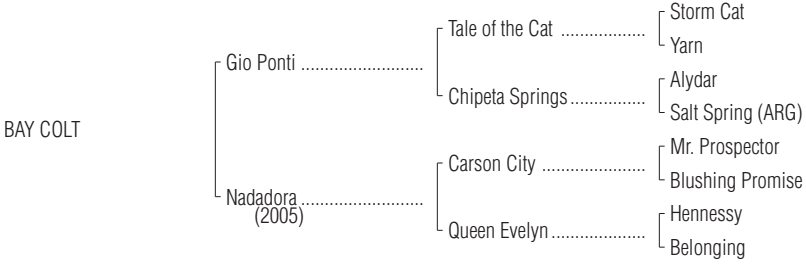 Storm Cat
Tale of the Cat ...................
Yarn
Gio Ponti ...........................
Alydar
Chipeta Springs .................
Salt Spring (ARG)
BAY COLT
Mr. Prospector
Carson City .......................
Blushing Promise
Nadadora ...........................
(2005)
Hennessy
Queen Evelyn .....................
Belonging